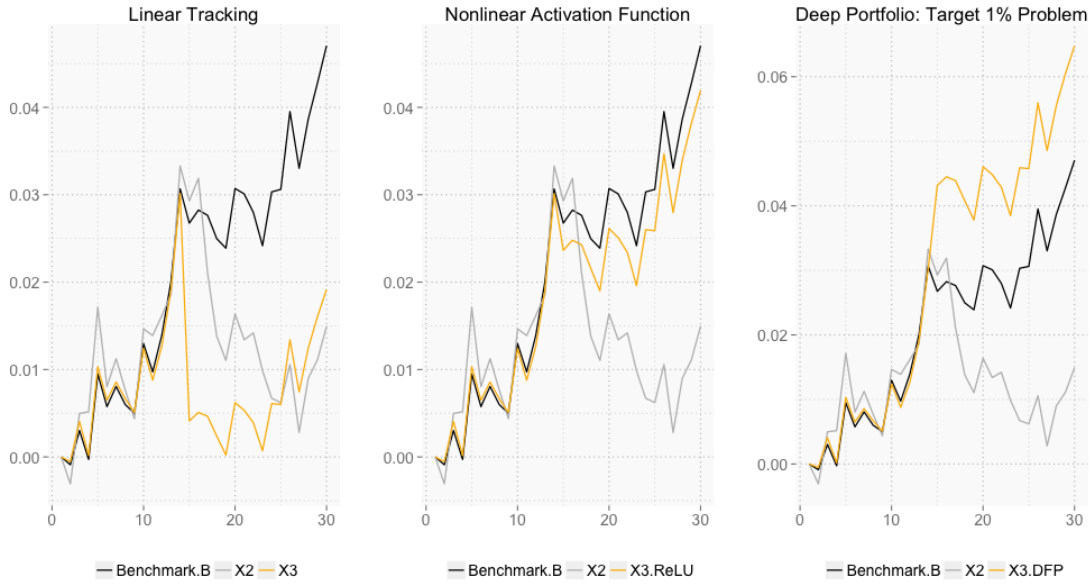 Linear Tracking
0.04
0.03
0.02
0.01
0.00
0 10 20 30
Benchmark.B X2 X3
Nonlinear Activation Function
0.04
0.03
0.02
0.01
0.00
0 10 20 30
Benchmark.B X2 X3.ReLU
Deep Portfolio: Target 1% Problem
0.06
0.04
0.02
0.00
0 10 20 30
Benchmark.B X2 X3.DFP